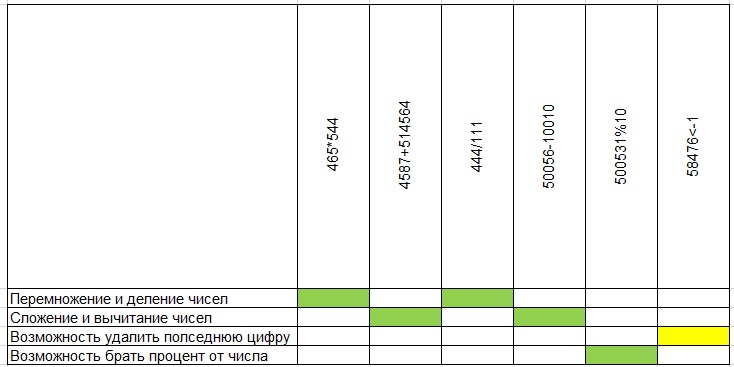 465*544
4587+514564
444/111
50056-10010
500531%10
58476<-1
Перемножение и деление чисел
Сложение и вычитание чисел
Возможность удалить полседнюю цифру
Возможность брать процент от числа